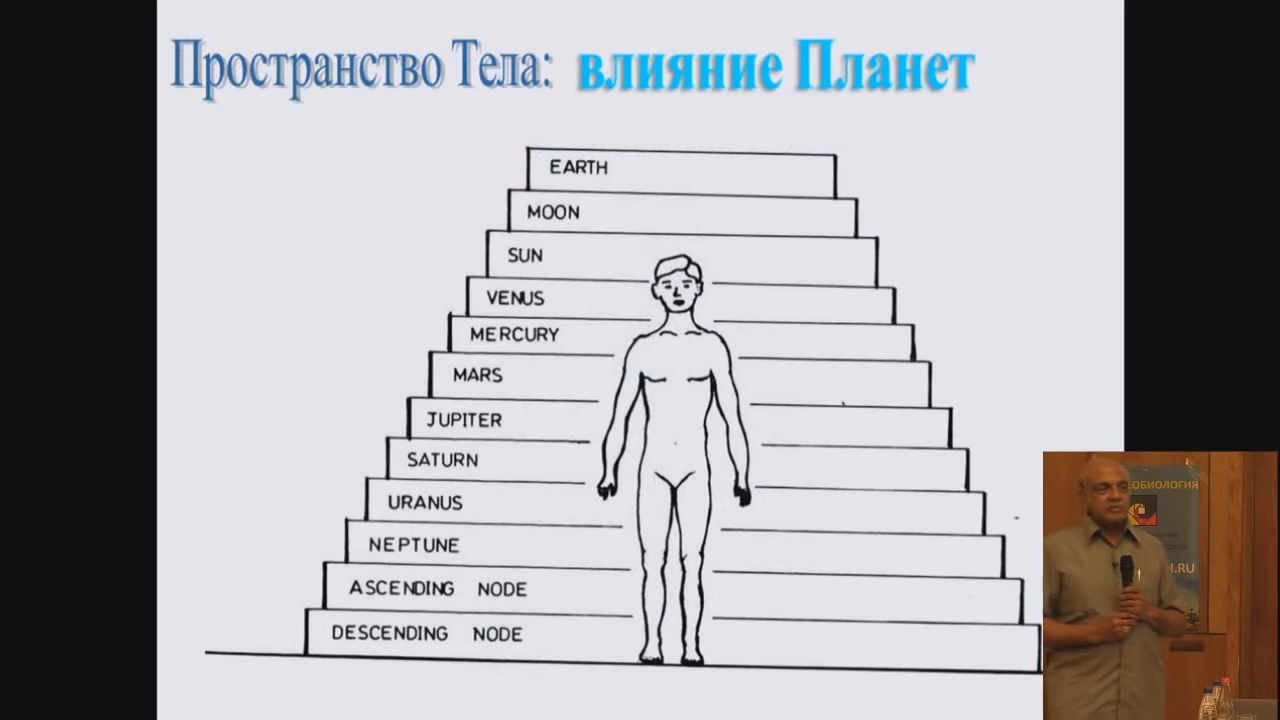 Пространство Тела: влияние Планет
EARTH
MOON
SUN
VENUS
MERCURY
MARS
JUPITER
SATURN
URANUS
NEPTUNE
ASCENDING NODE
DESCENDING NODE
ЕОБИОЛОГИЯ
.RU